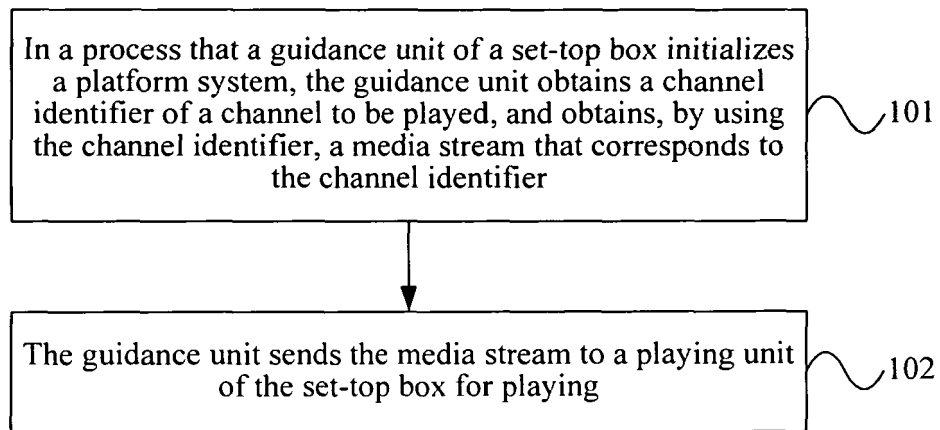 In a process that a guidance unit of a set-top box initializes
a platform system, the guidance unit obtains a channel
identifier of a channel to be played, and obtains, by using
the channel identifier, a media stream that corresponds to
the channel identifier
101
The guidance unit sends the media stream to a playing unit
of the set-top box for playing
102